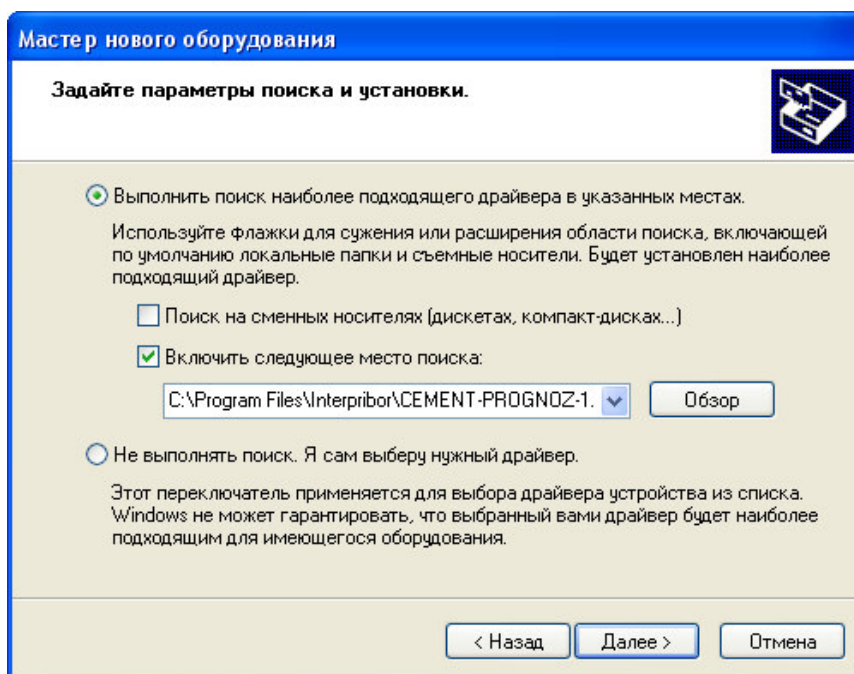 Мастер нового оборудования
Задайте параметры поиска и установки.
Выполнить поиск наиболее подходящего драйвера в указанных местах.
Используйте флажки для сужения или расширения области поиска, включающей
по умолчанию локальные папки и съемные носители. Будет установлен наиболее
подходящий драйвер.
Поиск на сменных носителях (дискетах, компакт-дисках...)
Включить следующее место поиска:
C:\Program Files\Interpribor\CEMENT-PROGNOZ-1.
Обзор
Не выполнять поиск. Я сам выберу нужный драйвер.
Этот переключатель применяется для выбора драйвера устройства из списка.
Windows не может гарантировать, что выбранный вами драйвер будет наиболее
подходящим для имеющегося оборудования.
< Назад Далее > Отмена